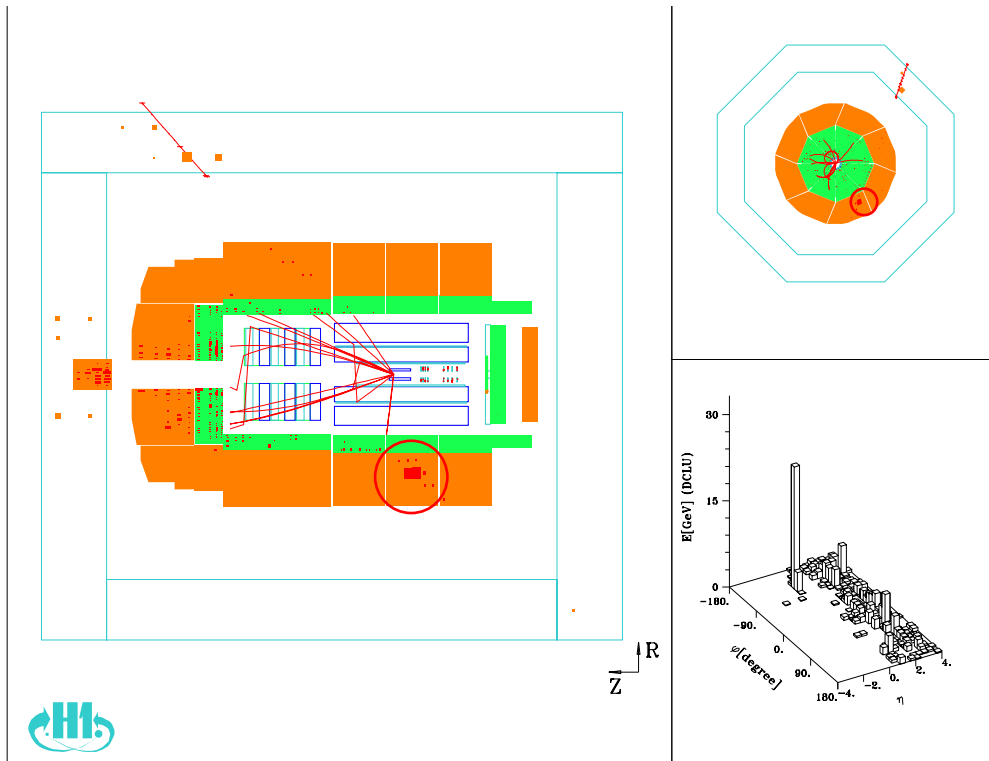 R
Z
H1
E[GeV] (DCLU)
30
15
0
-180.
-90.
0.
90.
180.
φ[degree]
-4.
-2.
0.
2.
4.
η